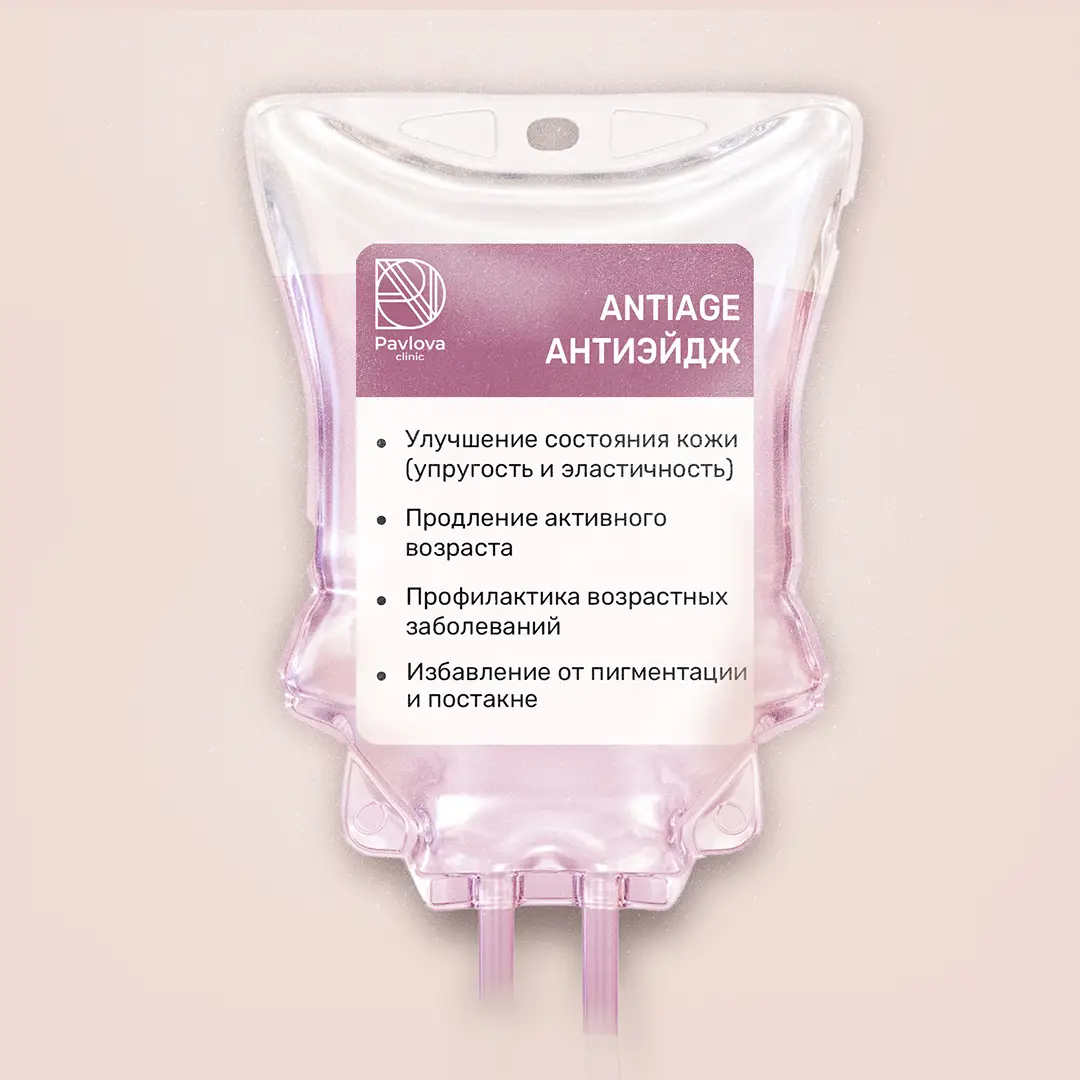 Pavlova
clinic
ANTIAGE
АНТИЭЙДЖ
• Улучшение состояния кожи
(упругость и эластичность)
• Продление активного
возраста
• Профилактика возрастных
заболеваний
• Избавление от пигментации
и постакне